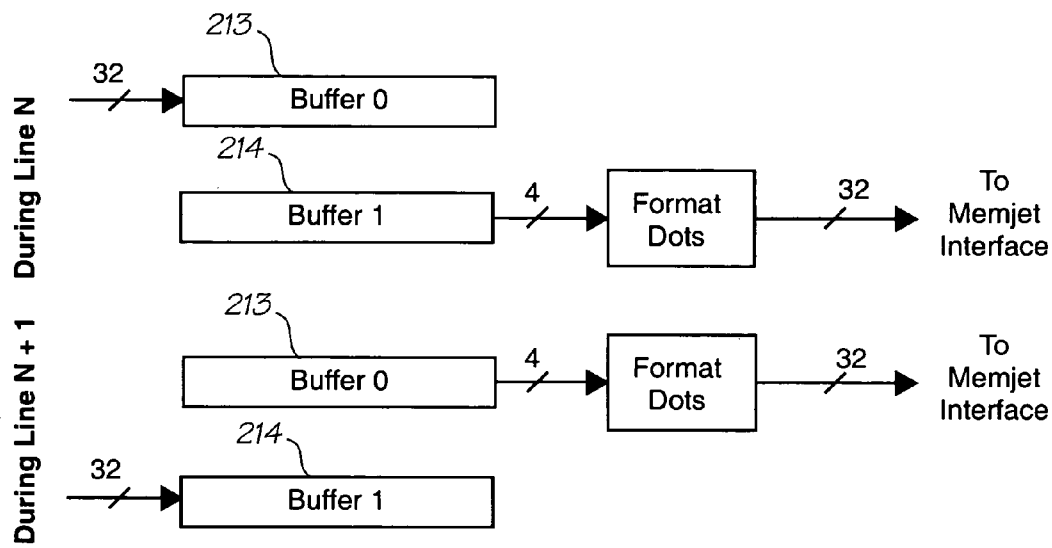 During Line N
213
32
Buffer 0
214
Buffer 1
4
Format
Dots
32
To
Memjet
Interface
During Line N + 1
213
Buffer 0
4
Format
Dots
32
To
Memjet
Interface
214
32
Buffer 1